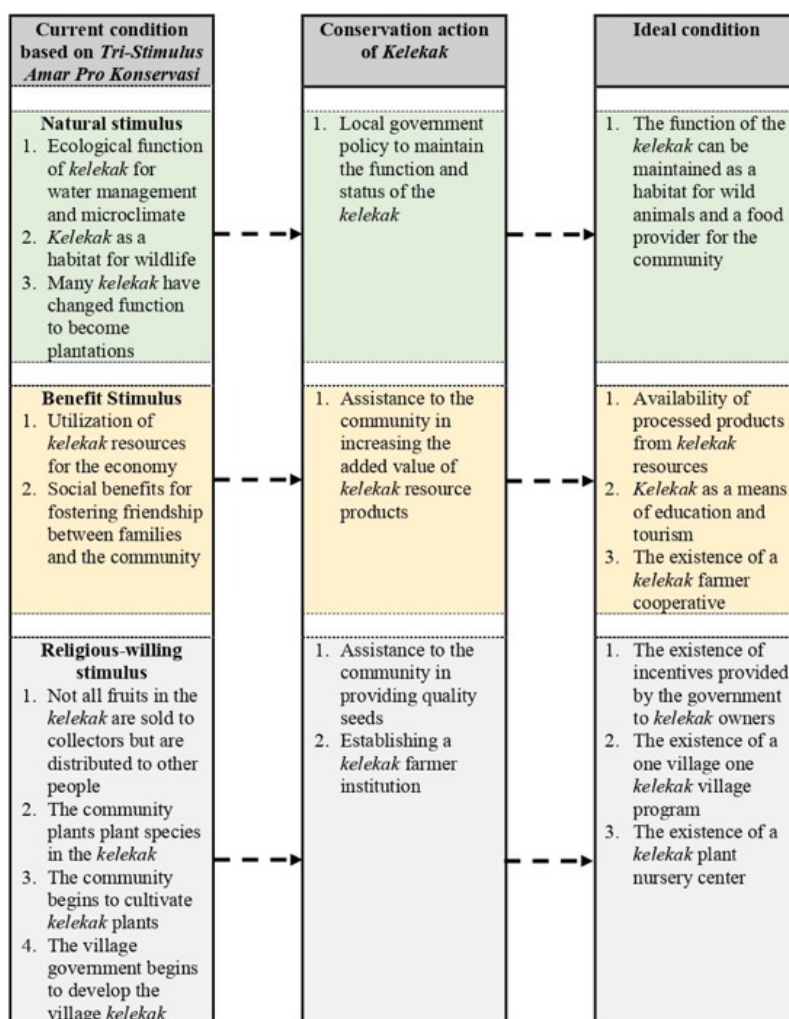 Current condition
based on Tri-Stimulus
Amar Pro Konservasi
Conservation action
of Kelekak
Ideal condition
Natural stimulus
1. Ecological function
of kelekak for
water management
and microclimate
2. Kelekak as a
habitat for wildlife
3. Many kelekak have
changed function
to become
plantations
1. Local government
policy to maintain
the function and
status of the
kelekak
1. The function of the
kelekak can be
maintained as a
habitat for wild
animals and a food
provider for the
community
Benefit Stimulus
1. Utilization of
kelekak resources
for the economy
2. Social benefits for
fostering friendship
between families
and the community
1. Assistance to the
community in
increasing the
added value of
kelekak resource
products
1. Availability of
processed products
from kelekak
resources
2. Kelekak as a means
of education and
tourism
3. The existence of a
kelekak farmer
cooperative
Religious-willing
stimulus
1. Not all fruits in the
kelekak are sold to
collectors but are
distributed to other
people
2. The community
plants plant species
in the kelekak
3. The community
begins to cultivate
kelekak plants
4. The village
government begins
to develop the
village kelekak
1. Assistance to the
community in
providing quality
seeds
2. Establishing a
kelekak farmer
institution
1. The existence of
incentives provided
by the government
to kelekak owners
2. The existence of a
one village one
kelekak village
program
3. The existence of a
kelekak plant
nursery center